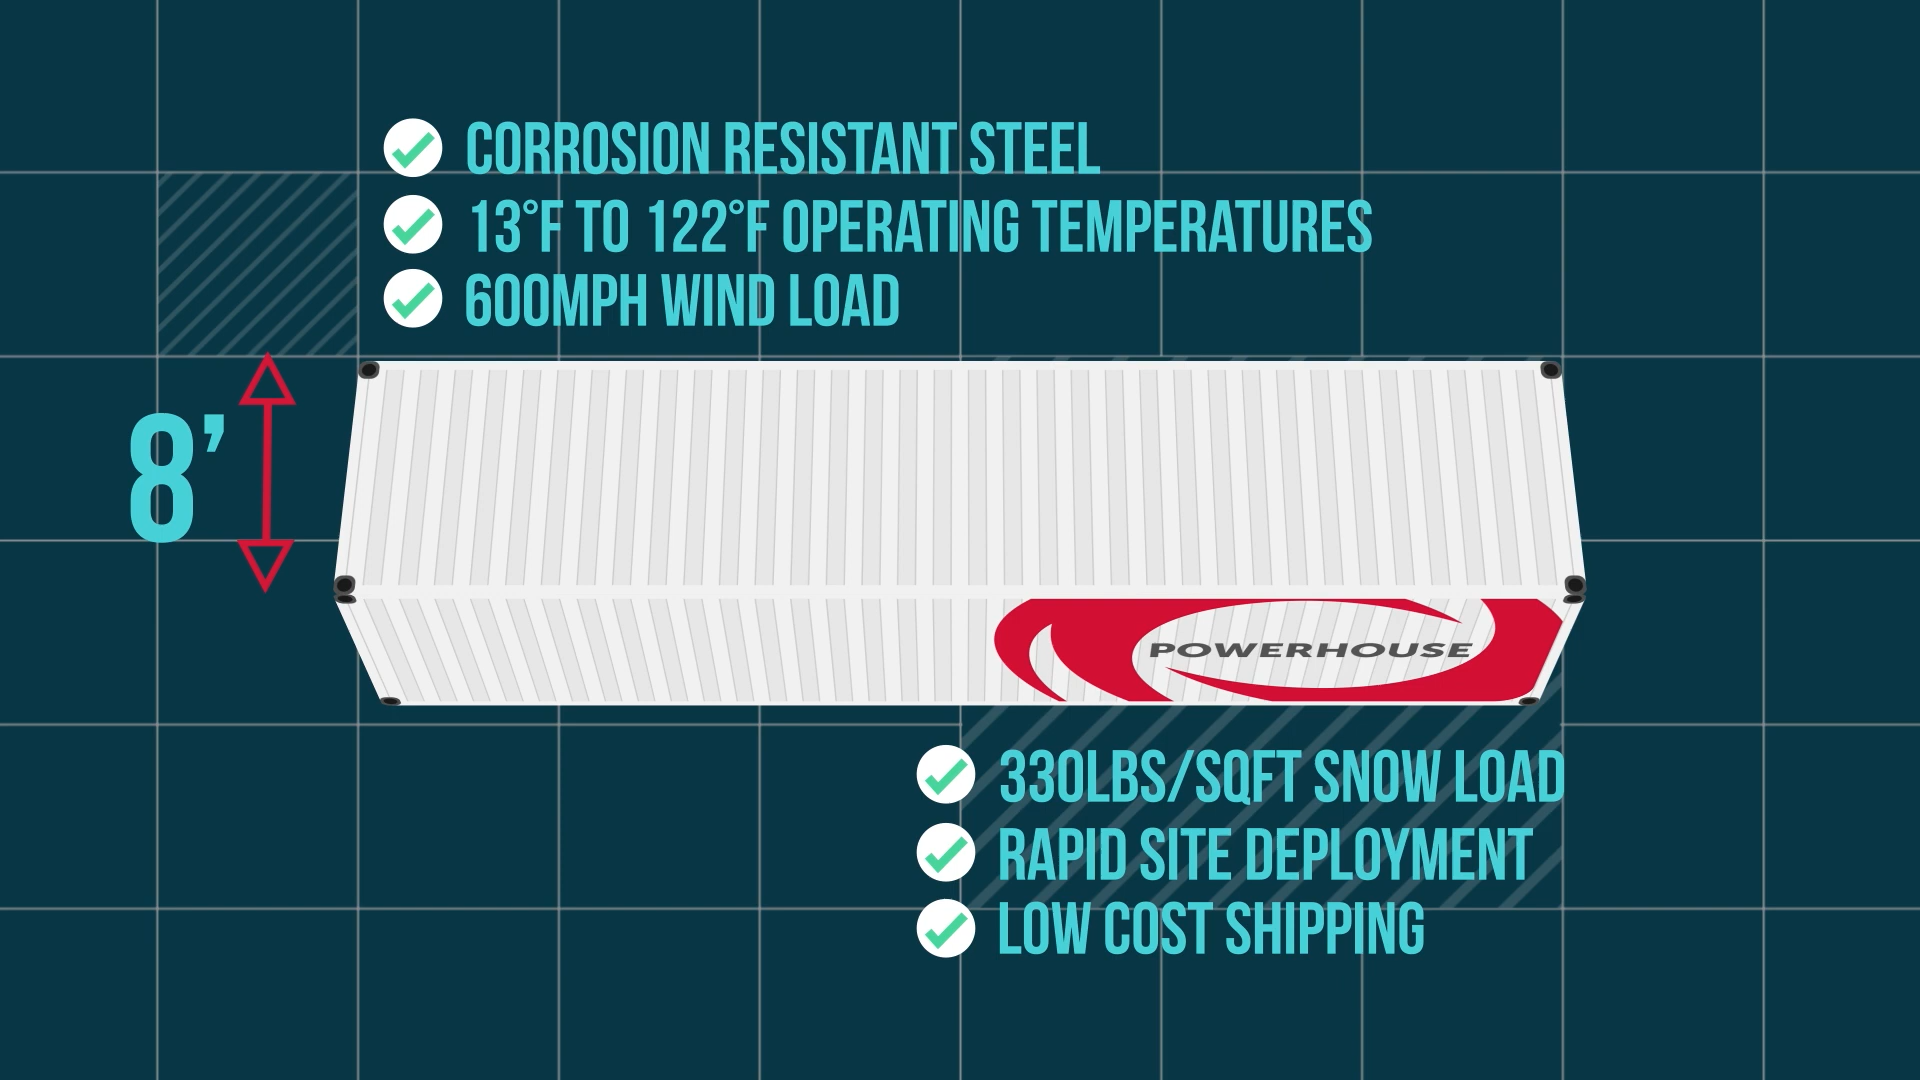 CORROSION RESISTANT STEEL
13°F TO 122°F OPERATING TEMPERATURES
600MPH WIND LOAD
8’
POWERHOUSE
330LBS/SQFT SNOW LOAD
RAPID SITE DEPLOYMENT
LOW COST SHIPPING